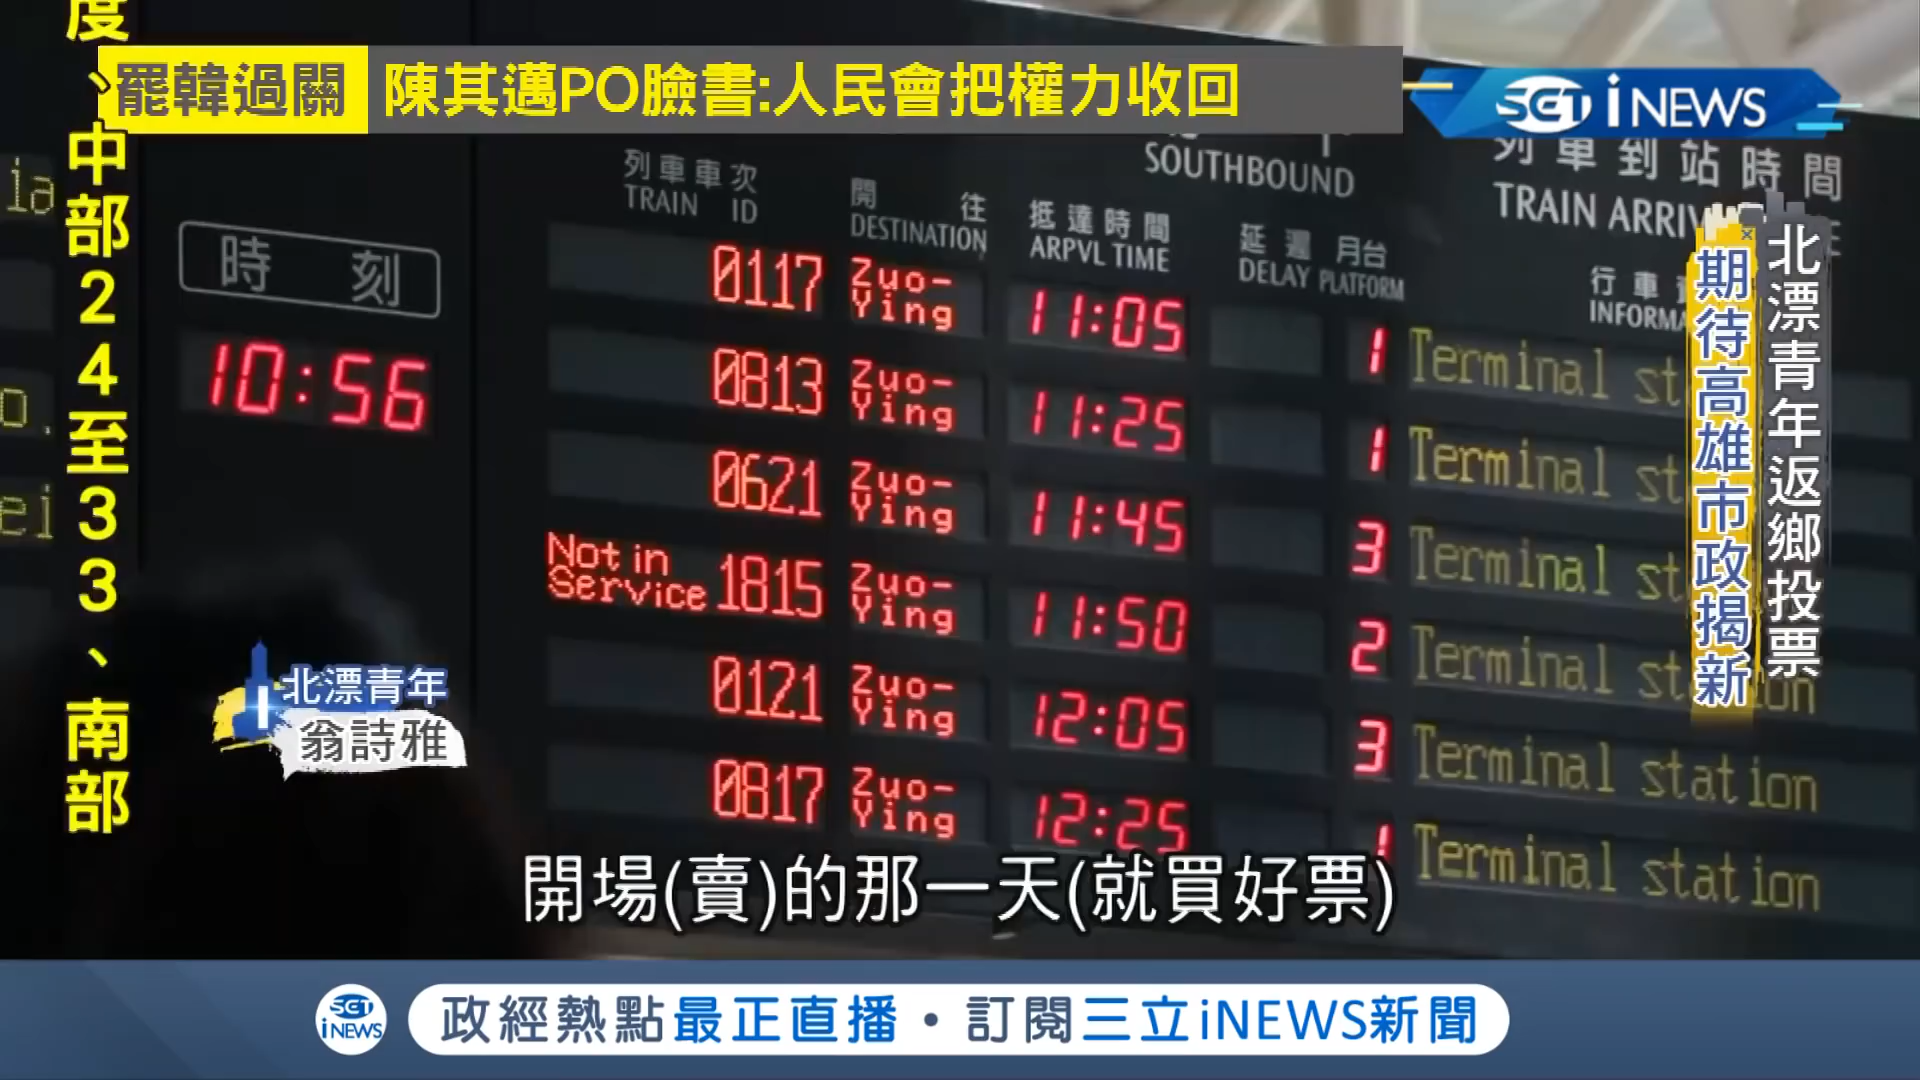 度、中部24至33、南部
罷韓過關 陳其邁PO臉書:人民會把權力收回
SET iNEWS
SOUTHBOUND
列車到站時間
列車車次
TRAIN ID
開往
DESTINATION
抵達時間
ARPVL TIME
延遲
DELAY
月台
PLATFORM
行車
時刻
10:56
0117 Zuo-Ying 11:05 1 Terminal
0813 Zuo-Ying 11:25 1 Terminal
0621 Zuo-Ying 11:45 3 Terminal
Not in Service 1815 Zuo-Ying 11:50 2 Terminal
0121 Zuo-Ying 12:05 3 Terminal station
0817 Zuo-Ying 12:25 1 Terminal station
北漂青年返鄉投票
期待高雄市政揭新
北漂青年
翁詩雅
開場(賣)的那一天(就買好票)
SET iNEWS
政經熱點最正直播・訂閱三立iNEWS新聞